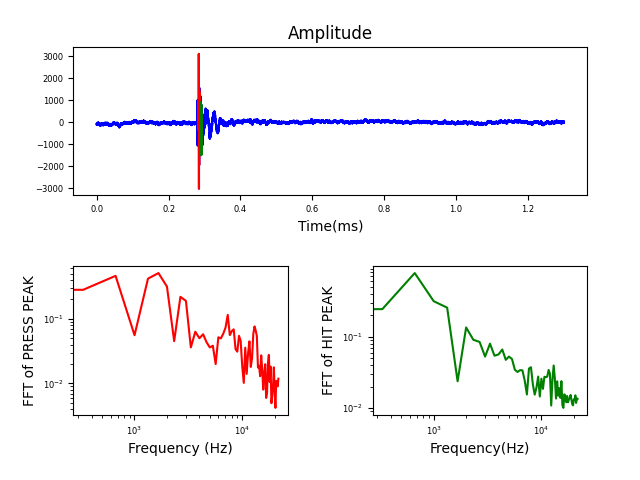 Amplitude
3000
2000
1000
0
−1000
−2000
−3000
0.0 0.2 0.4 0.6 0.8 1.0 1.2
Time(ms)
FFT of PRESS PEAK
10⁻¹
10⁻²
10³ 10⁴
Frequency (Hz)
FFT of HIT PEAK
10⁻¹
10⁻²
10³ 10⁴
Frequency(Hz)